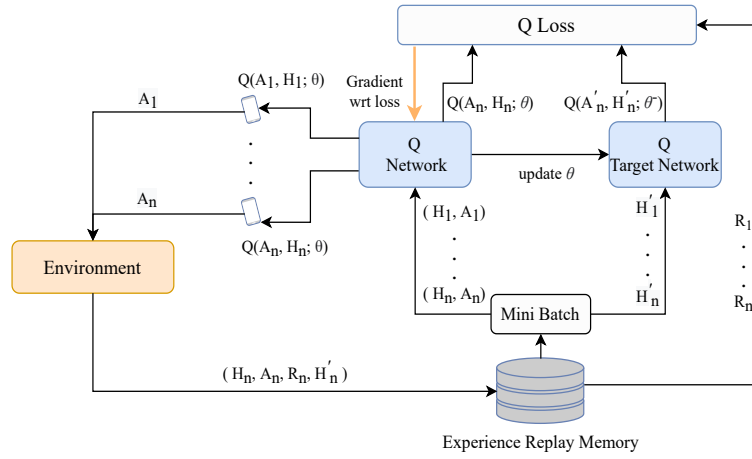 Q Loss
Gradient
wrt loss
Q(A₁, H₁; θ)
Q(Aₙ, Hₙ; θ)
Q(A'ₙ, H'ₙ; θ⁻)
A₁
Q
Network
Q
Target Network
update θ
Aₙ
Q(Aₙ, Hₙ; θ)
( H₁, A₁)
H'₁
R₁
Environment
( Hₙ, Aₙ)
H'ₙ
Rₙ
Mini Batch
( Hₙ, Aₙ, Rₙ, H'ₙ )
Experience Replay Memory